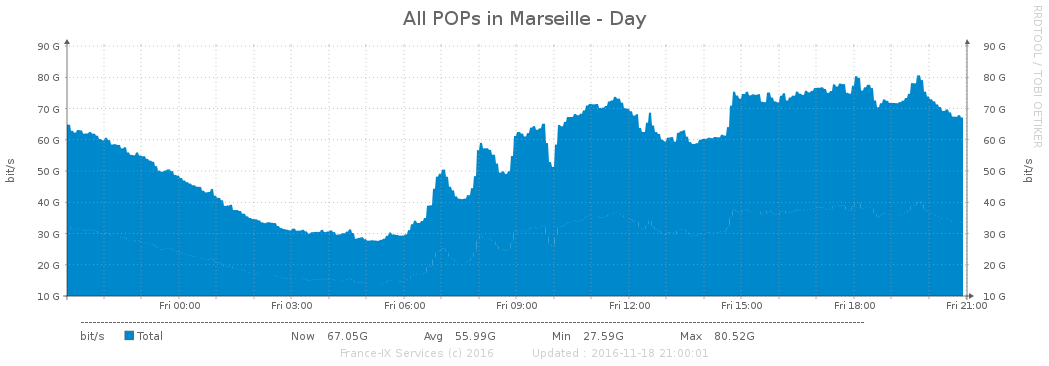 All POPs in Marseille - Day
RRDTOOL / TOBI OETIKER
bit/s
90 G
80 G
70 G
60 G
50 G
40 G
30 G
20 G
10 G
90 G
80 G
70 G
60 G
50 G
40 G
30 G
20 G
10 G
bit/s
Fri 00:00 Fri 03:00 Fri 06:00 Fri 09:00 Fri 12:00 Fri 15:00 Fri 18:00 Fri 21:00
bit/s Total Now 67.05G Avg 55.99G Min 27.59G Max 80.52G
France-IX Services (c) 2016 Updated : 2016-11-18 21:00:01